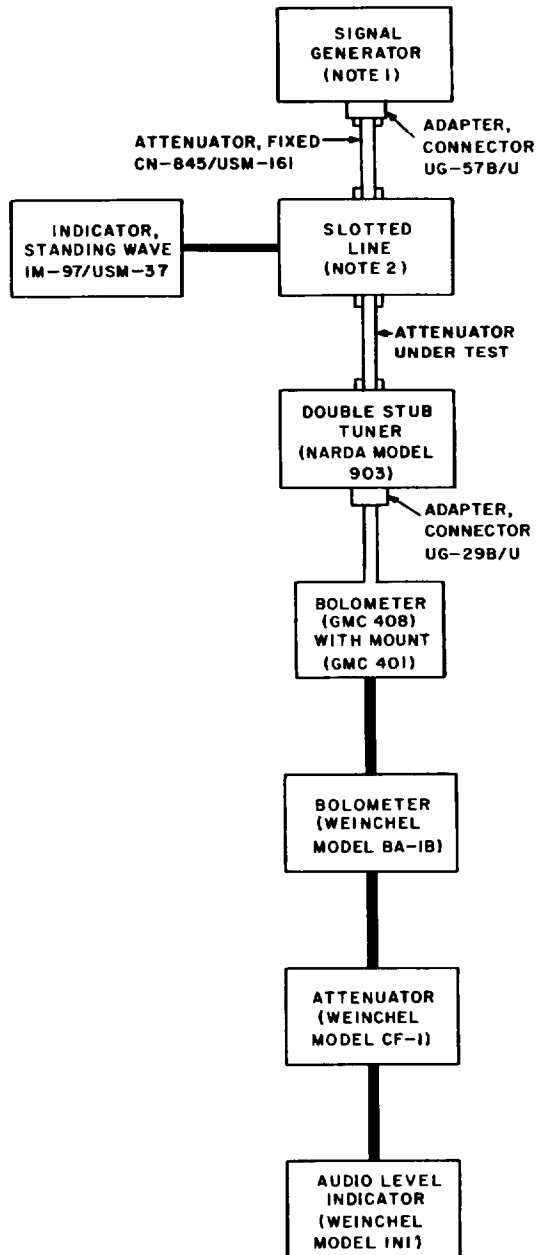 SIGNAL
GENERATOR
(NOTE 1)
ATTENUATOR, FIXED
CN-845/USM-161
ADAPTER,
CONNECTOR
UG-57B/U
INDICATOR,
STANDING WAVE
IM-97/USM-37
SLOTTED
LINE
(NOTE 2)
ATTENUATOR
UNDER TEST
DOUBLE STUB
TUNER
(NARDA MODEL
903)
ADAPTER,
CONNECTOR
UG-29B/U
BOLOMETER
(GMC 408)
WITH MOUNT
(GMC 401)
BOLOMETER
(WEINCHEL
MODEL BA-1B)
ATTENUATOR
(WEINCHEL
MODEL CF-1)
AUDIO LEVEL
INDICATOR
(WEINCHEL
MODEL IN1)